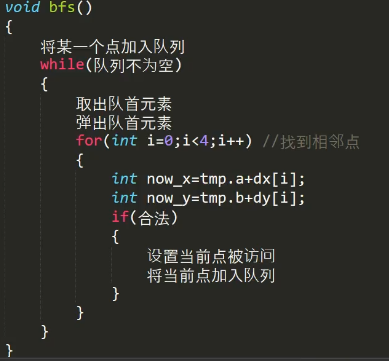 void bfs()
{
将某一个点加入队列
while(队列不为空)
{
取出队首元素
弹出队首元素
for(int i=0;i<4;i++) //找到相邻点
{
int now_x=tmp.a+dx[i];
int now_y=tmp.b+dy[i];
if(合法)
{
设置当前点被访问
将当前点加入队列
}
}
}
}